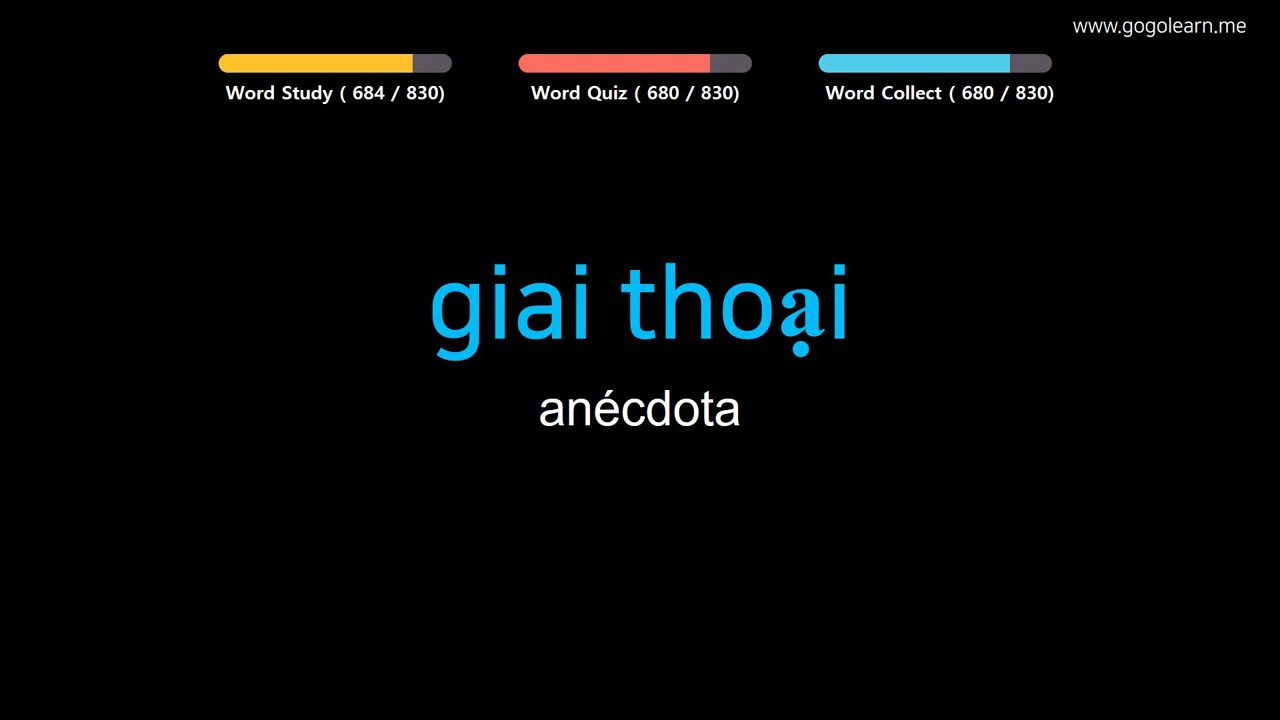 www.gogolearn.me
Word Study ( 684 / 830)
Word Quiz ( 680 / 830)
Word Collect ( 680 / 830)
giai thoại
anécdota